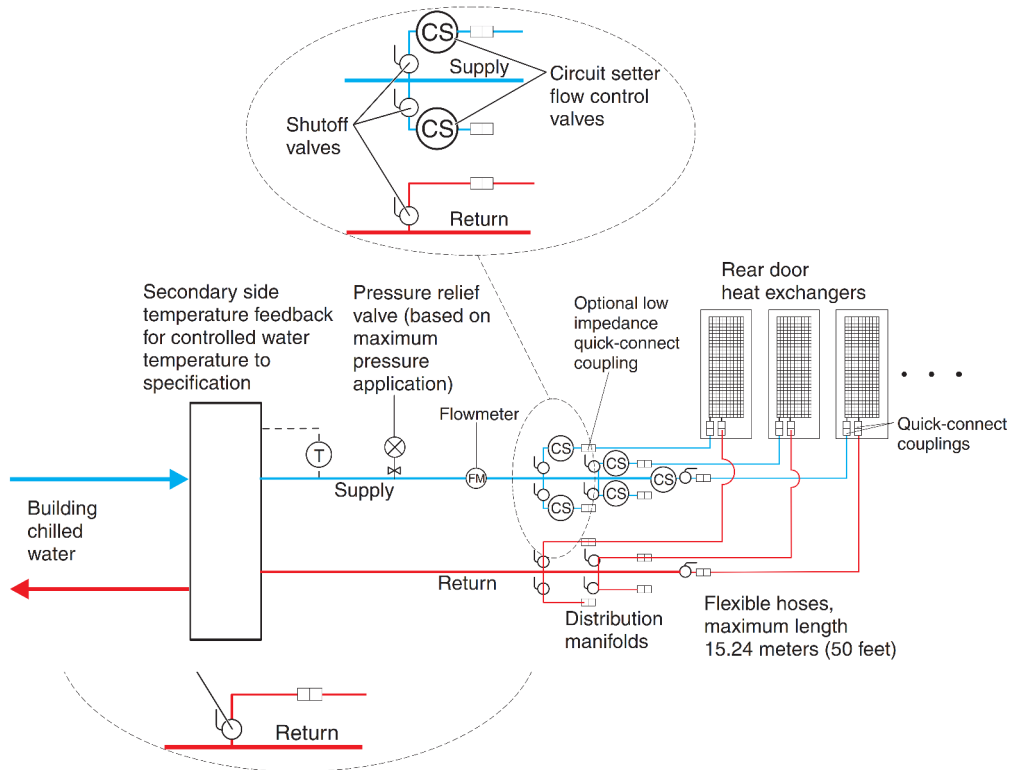 CS
Supply
Circuit setter
flow control
valves
CS
Shutoff
valves
Return
Secondary side
temperature feedback
for controlled water
temperature to
specification
Pressure relief
valve (based on
maximum
pressure
application)
Optional low
impedance
quick-connect
coupling
Rear door
heat exchangers
Flowmeter
Quick-connect
couplings
T
FM
CS
CS
CS
CS
CS
Supply
Building
chilled
water
Return
Distribution
manifolds
Flexible hoses,
maximum length
15.24 meters (50 feet)
Return